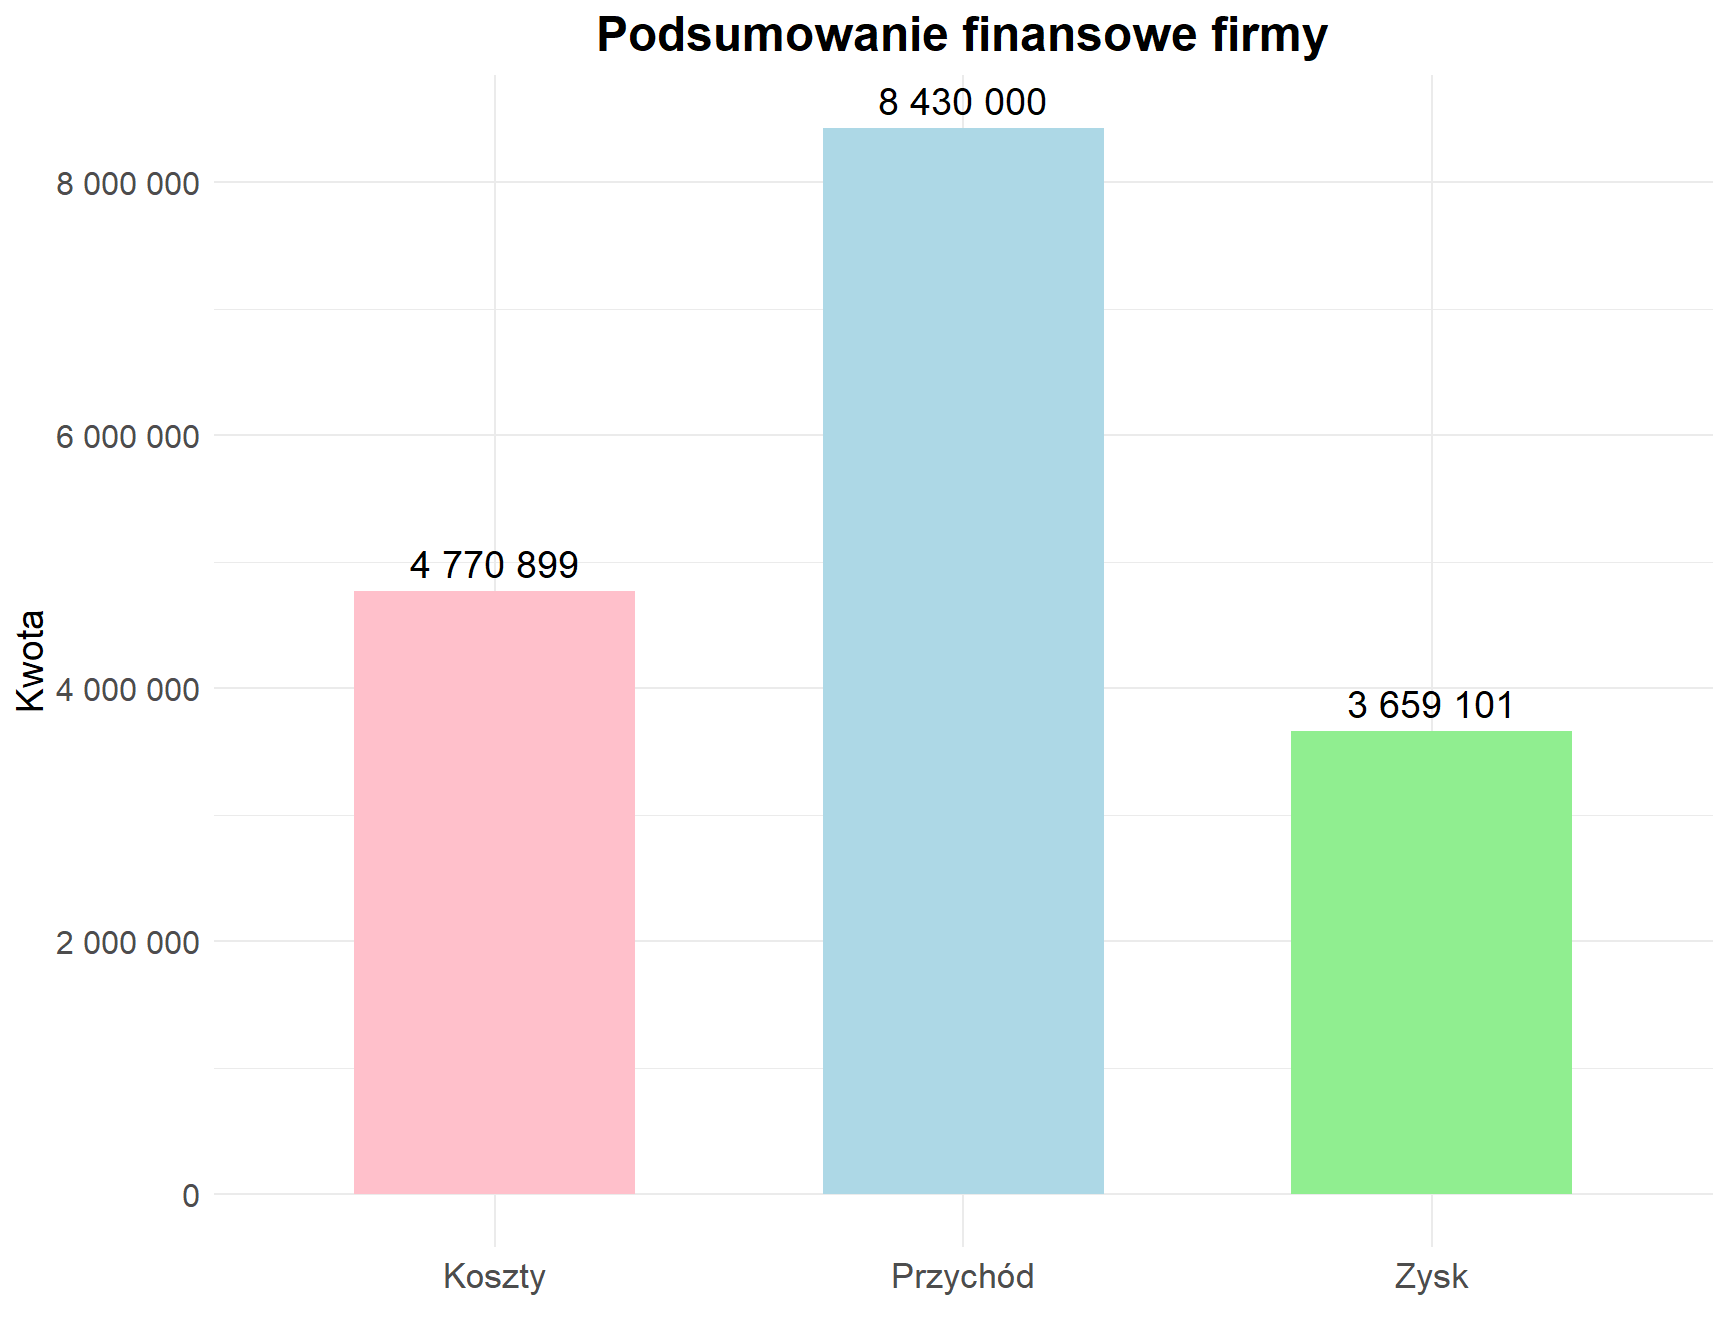 Podsumowanie finansowe firmy
8 430 000
8 000 000
6 000 000
4 770 899
Kwota
4 000 000
3 659 101
2 000 000
0
Koszty
Przychód
Zysk